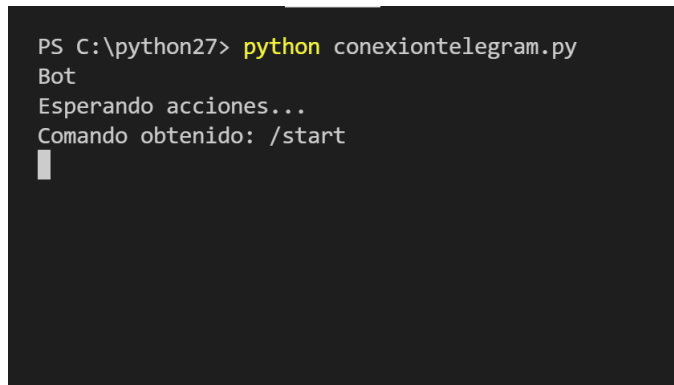 PS C:\python27> python conexiontelegram.py
Bot
Esperando acciones...
Comando obtenido: /start